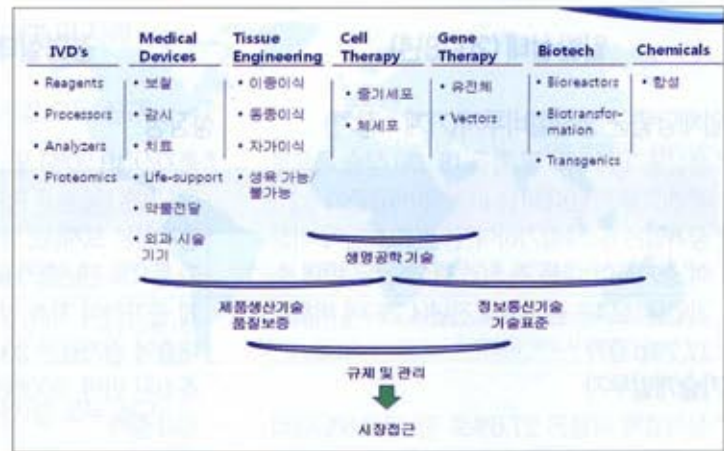 IVD's
Reagents
Processors
Analyzers
Proteomics
Medical
Devices
보철
감시
치료
Life-support
약물전달
외과 시술
기기
Tissue
Engineering
이종이식
동종이식
자가이식
생육 가능/
불가능
Cell
Therapy
줄기세포
체세포
Gene
Therapy
유전체
Vectors
Biotech
Bioreactors
Biotransfor-
mation
Transgenics
Chemicals
합성
생명공학 기술
제품생산기술
품질보증
정보통신기술
기술표준
규제 및 관리
시장접근